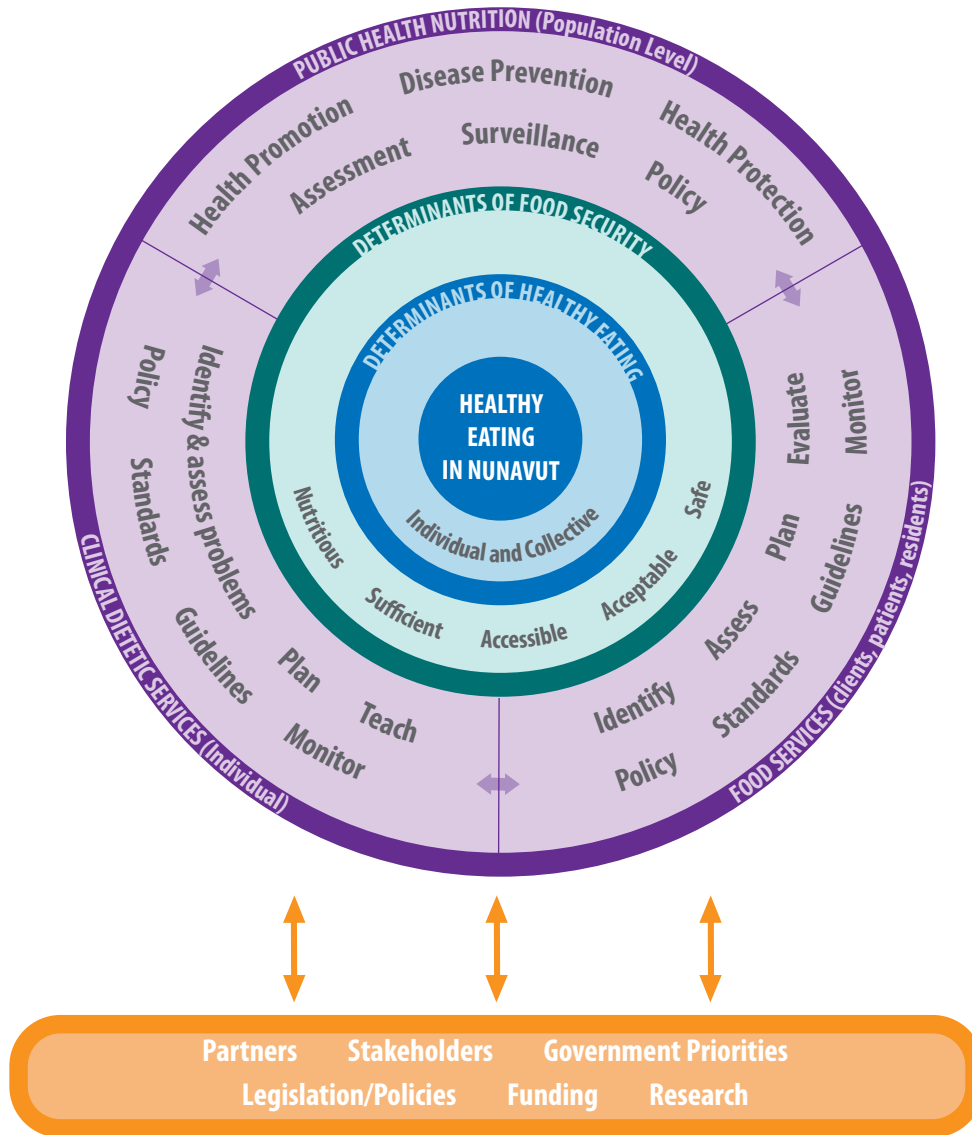 PUBLIC HEALTH NUTRITION (Population Level)
Disease Prevention
Health Promotion
Health Protection
Surveillance
Assessment
Policy
DETERMINANTS OF FOOD SECURITY
DETERMINANTS OF HEALTHY EATING
HEALTHY
EATING
IN NUNAVUT
Individual and Collective
Nutritious
Sufficient
Accessible
Acceptable
Safe
CLINICAL DIETETIC SERVICES (Individual)
Policy
Standards
Guidelines
Monitor
Identify & assess problems
Plan
Teach
FOOD SERVICES (clients, patients, residents)
Evaluate
Plan
Assess
Identify
Monitor
Guidelines
Standards
Policy
Partners Stakeholders Government Priorities
Legislation/Policies Funding Research